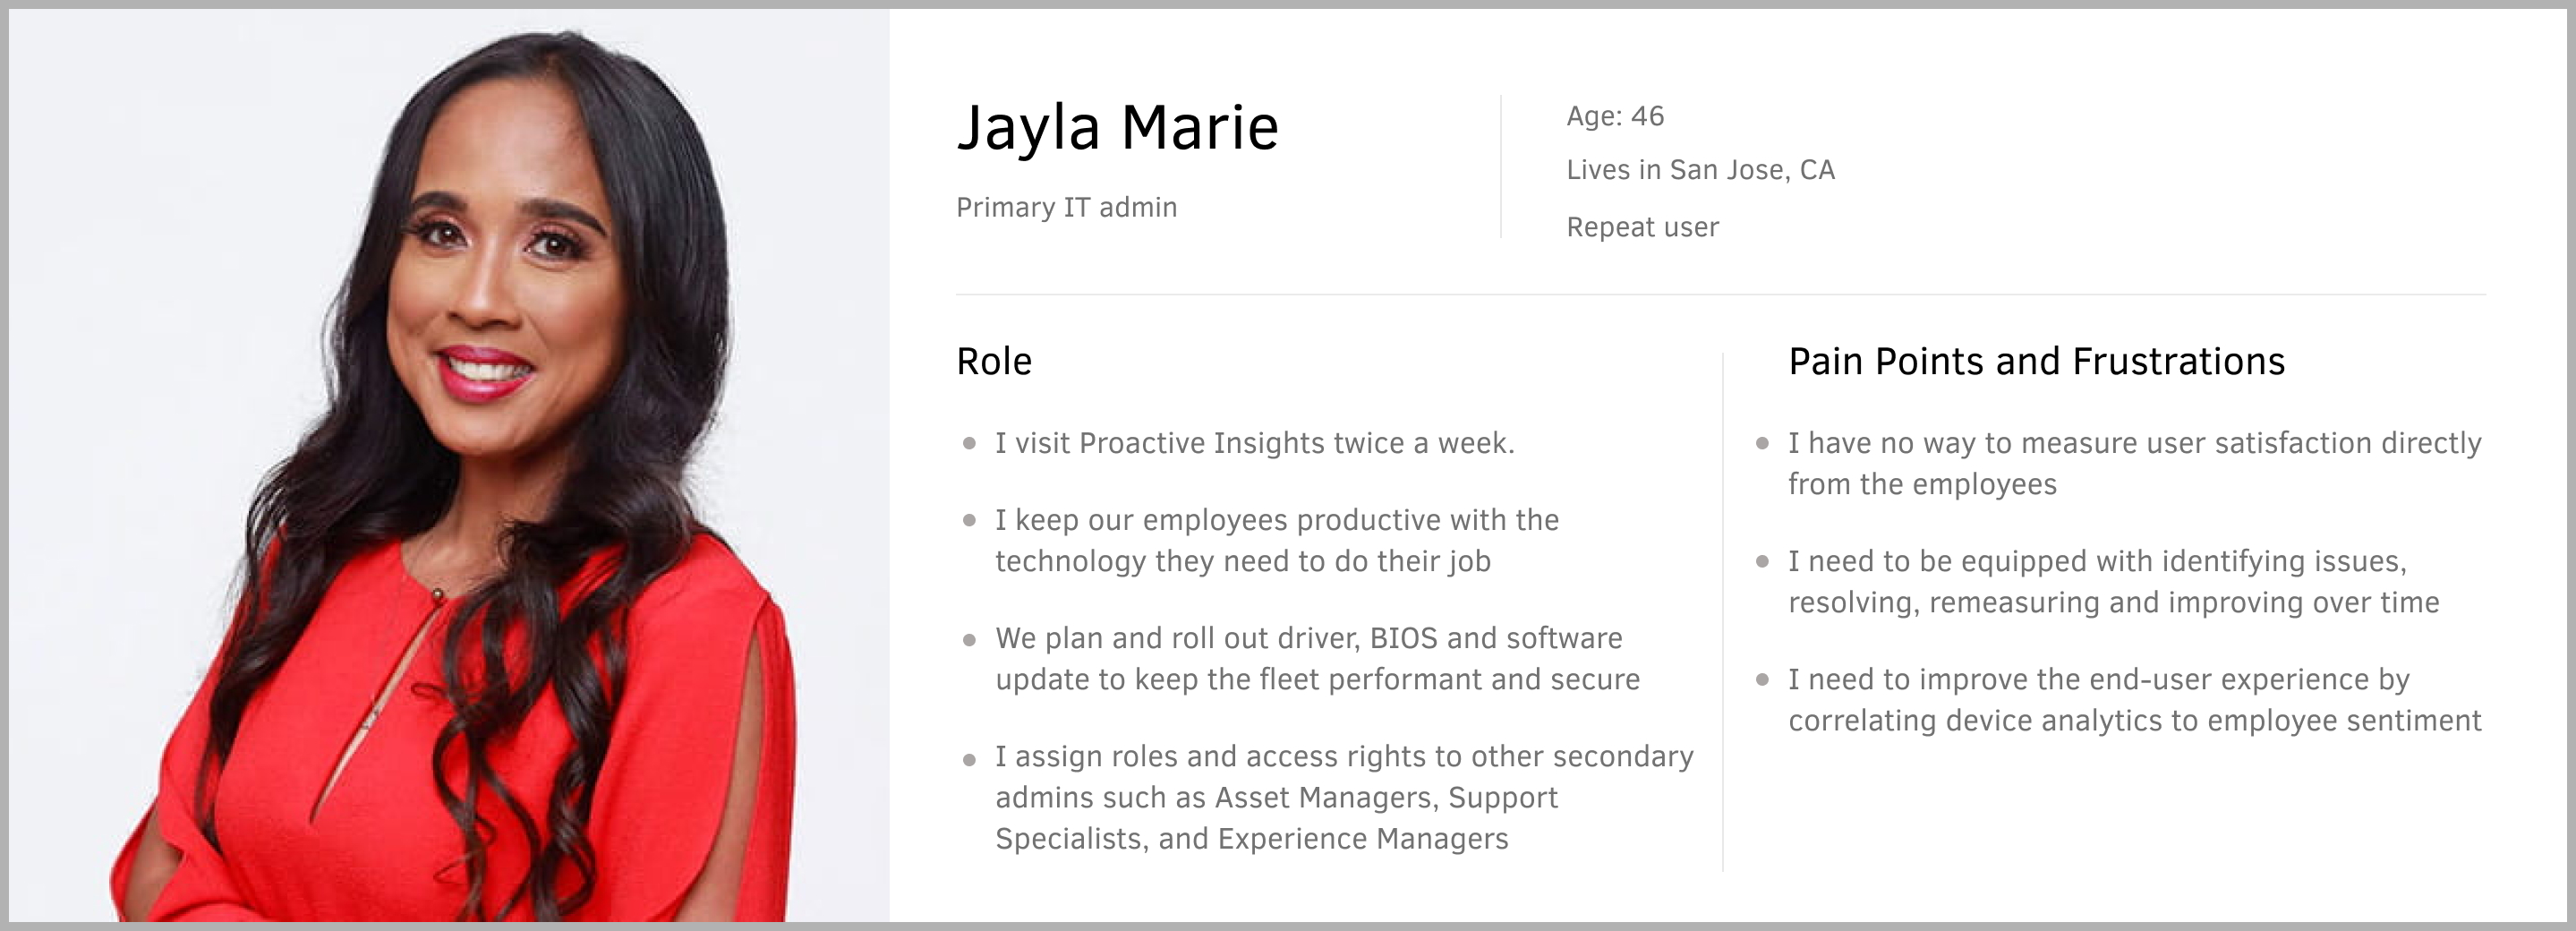 Jayla Marie
Primary IT admin
Age: 46
Lives in San Jose, CA
Repeat user
Role
I visit Proactive Insights twice a week.
I keep our employees productive with the
technology they need to do their job
We plan and roll out driver, BIOS and software
update to keep the fleet performant and secure
I assign roles and access rights to other secondary
admins such as Asset Managers, Support
Specialists, and Experience Managers
Pain Points and Frustrations
I have no way to measure user satisfaction directly
from the employees
I need to be equipped with identifying issues,
resolving, remeasuring and improving over time
I need to improve the end-user experience by
correlating device analytics to employee sentiment